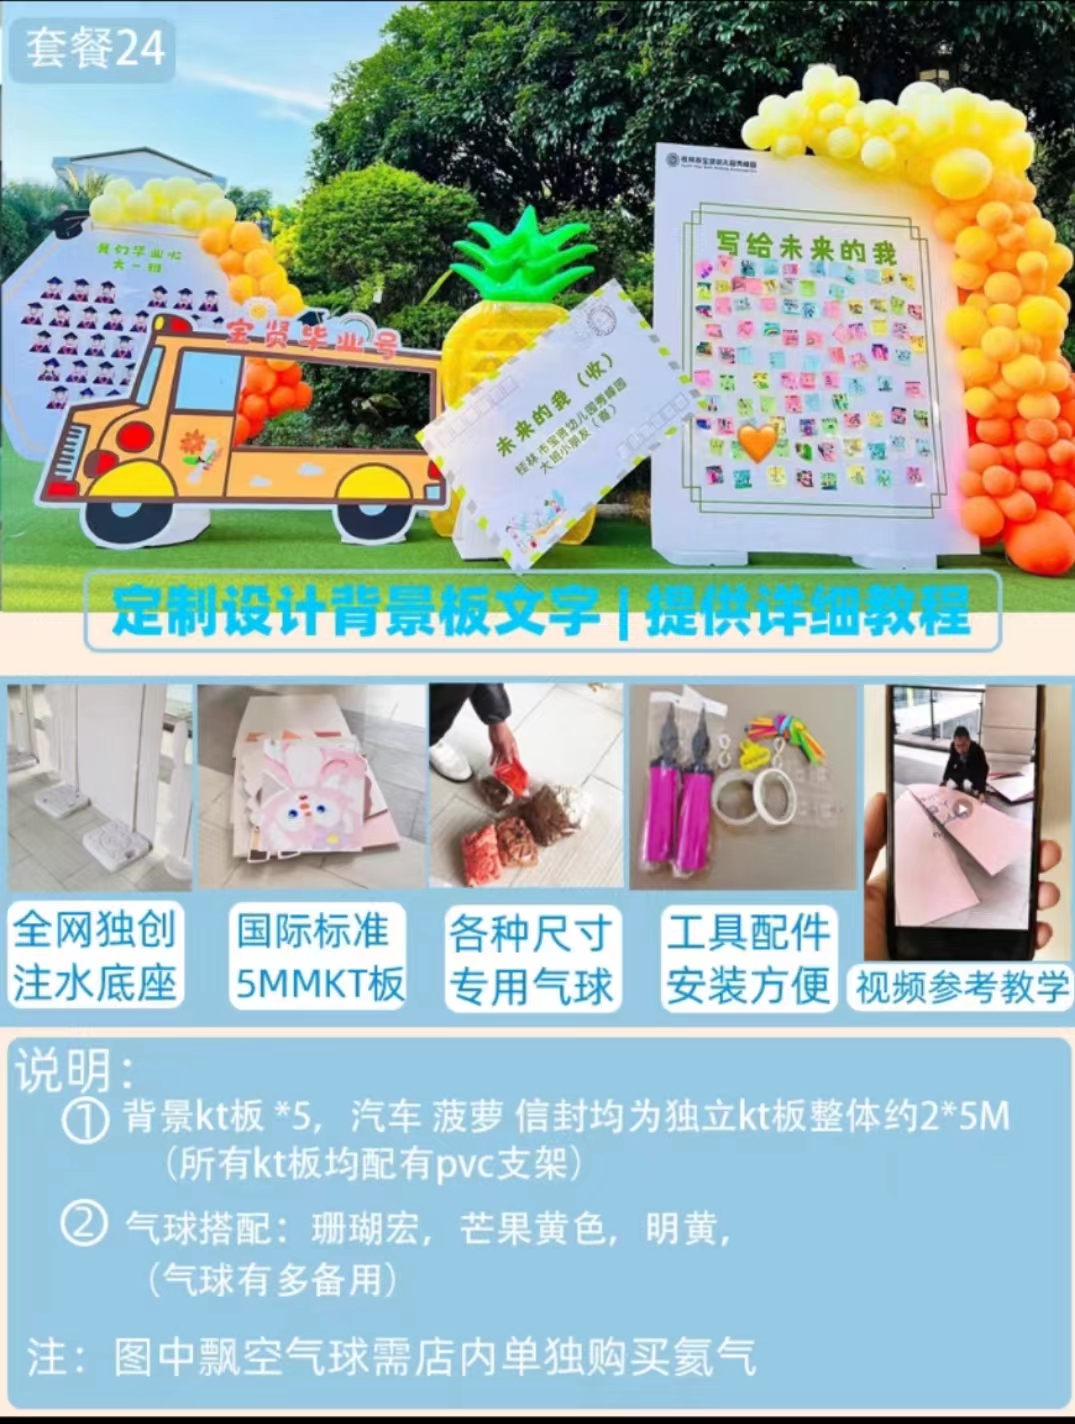 套餐24
我们毕业啦
大一班
宝贤毕业号
未来的我（收）
桂林市宝贤幼儿园秀峰园
大班小朋友（寄）
写给未来的我
定制设计背景板文字|提供详细教程
全网独创
注水底座
国际标准
5MMKT板
各种尺寸
专用气球
工具配件
安装方便
视频参考教学
说明：
① 背景kt板 *5，汽车 菠萝 信封均为独立kt板整体约2*5M
（所有kt板均配有pvc支架）
② 气球搭配：珊瑚宏，芒果黄色，明黄，
（气球有多备用）
注：图中飘空气球需店内单独购买氦气